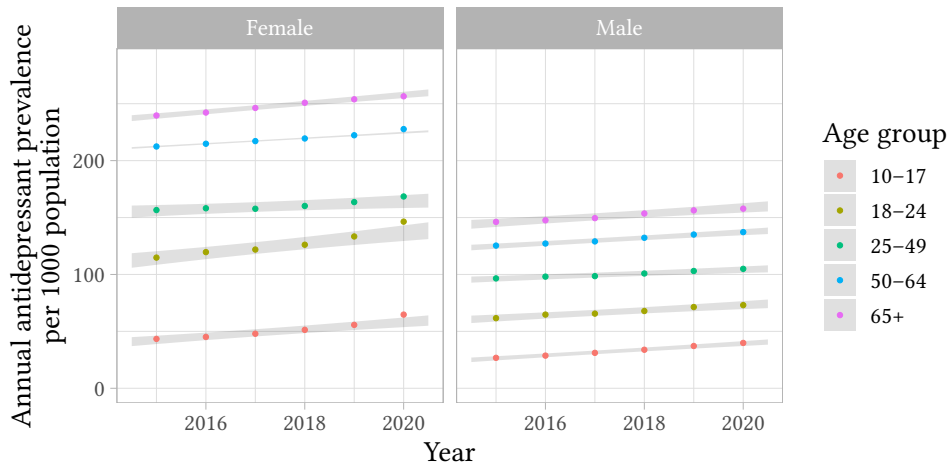 Female
Male
Annual antidepressant prevalence
per 1000 population
200
100
0
2016
2018
2020
2016
2018
2020
Year
Age group
10–17
18–24
25–49
50–64
65+